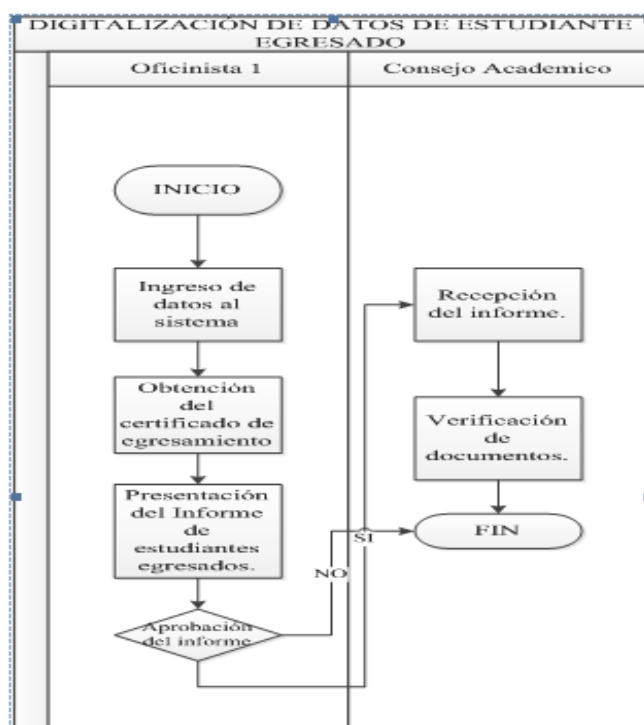 DIGITALIZACIÓN DE DATOS DE ESTUDIANTE
EGRESADO
Oficinista 1
Consejo Academico
INICIO
Ingreso de
datos al
sistema
Obtención
del
certificado de
egresamiento
Presentación
del Informe
de
estudiantes
egresados.
Aprobación
del informe
NO
SI
Recepción
del informe.
Verificación
de
documentos.
FIN